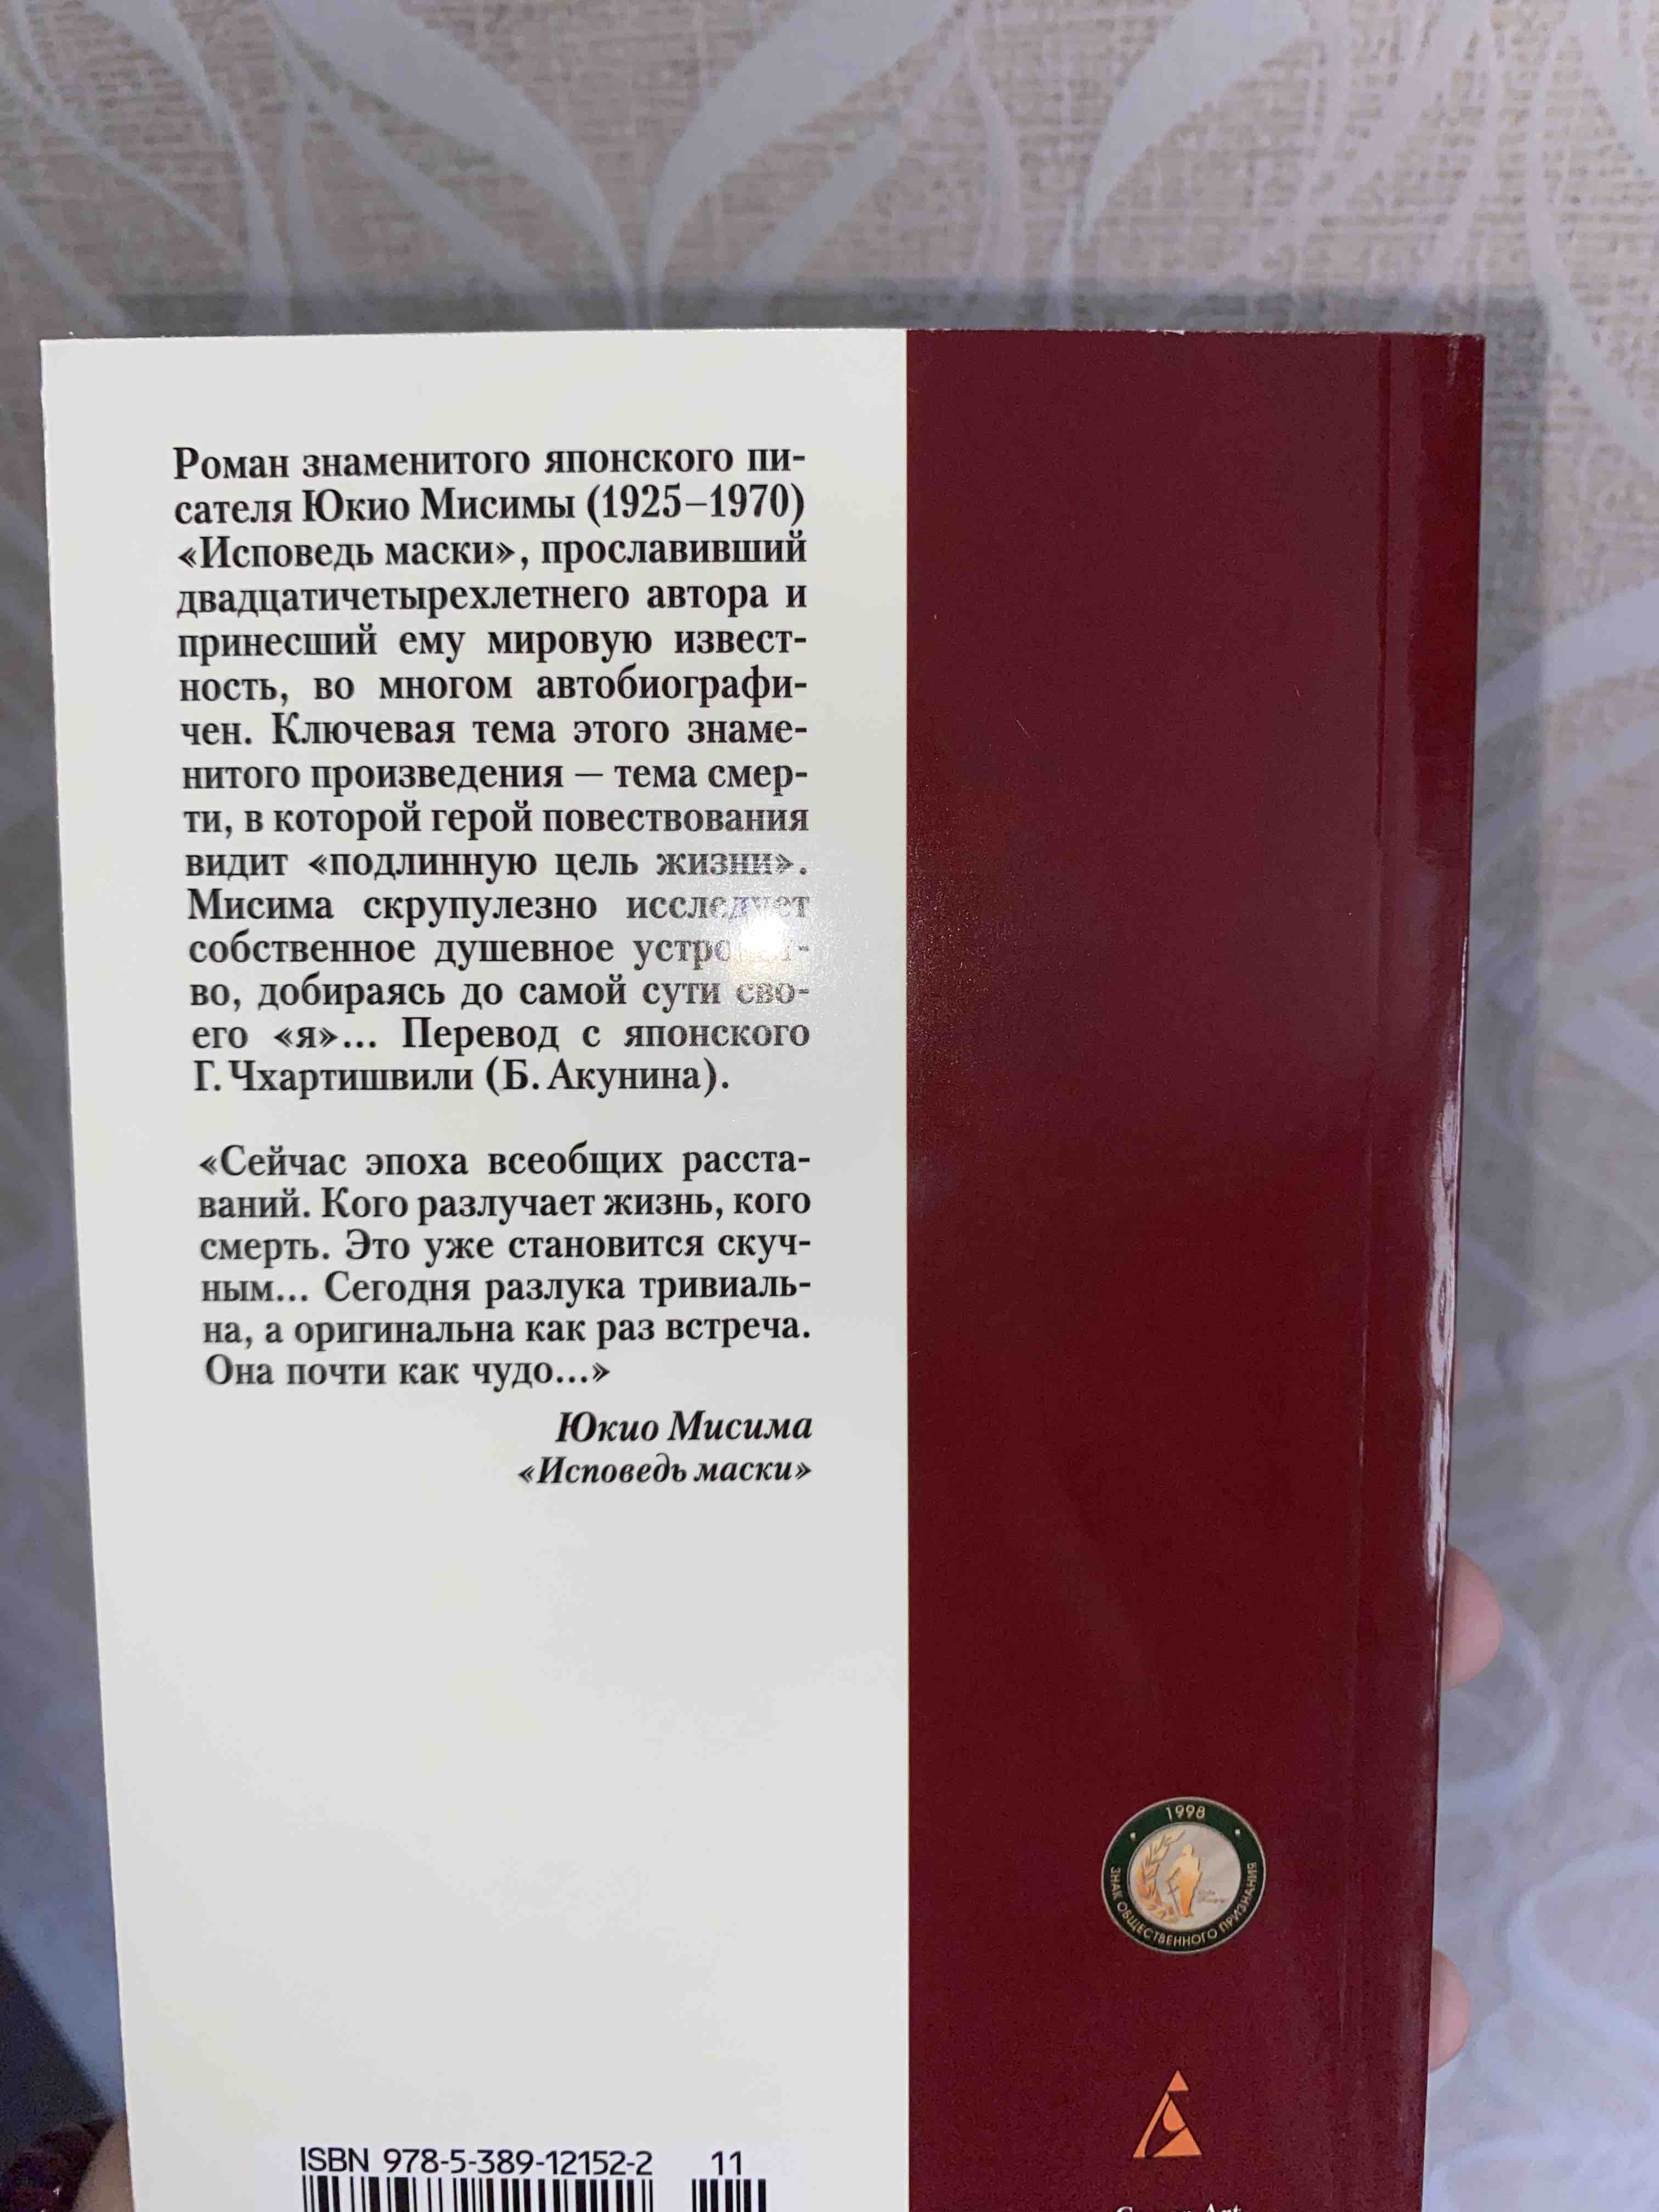 Роман знаменитого японского пи-
сателя Юкио Мисимы (1925–1970)
«Исповедь маски», прославивший
двадцатичетырехлетнего автора и
принесший ему мировую извест-
ность, во многом автобиографи-
чен. Ключевая тема этого знаме-
нитого произведения — тема смер-
ти, в которой герой повествования
видит «подлинную цель жизни».
Мисима скрупулезно исследует
собственное душевное
во, добираясь до самой сути сво-
его «я»... Перевод с японского
Г. Чхартишвили (Б. Акунина).
«Сейчас эпоха всеобщих расста-
ваний. Кого разлучает жизнь, кого
смерть. Это уже становится скуч-
ным... Сегодня разлука тривиаль-
на, а оригинальна как раз встреча.
Она почти как чудо...»
Юкио Мисима
«Исповедь маски»
1998
ЗНАК ОБЩЕСТВЕННОГО ПРИЗНАНИЯ
ISBN 978-5-389-12152-2 11